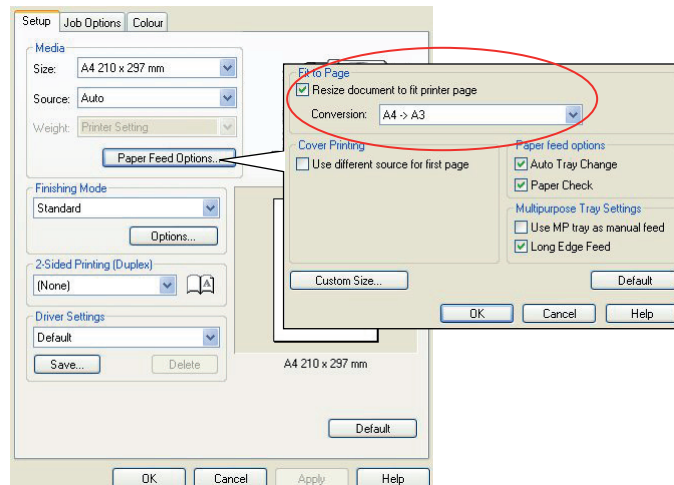 Setup
Job Options
Colour
Media
Size: A4 210 x 297 mm
Source: Auto
Weight: Printer Setting
Paper Feed Options...
Finishing Mode
Standard
Options...
2-Sided Printing (Duplex)
(None)
A
Driver Settings
Default
Save...
Delete
A4 210 x 297 mm
Default
OK
Cancel
Apply
Help
Fit to Page
Resize document to fit printer page
Conversion: A4 -> A3
Cover Printing
Use different source for first page
Paper feed options
Auto Tray Change
Paper Check
Multipurpose Tray Settings
Use MP tray as manual feed
Long Edge Feed
Custom Size...
Default
OK
Cancel
Help